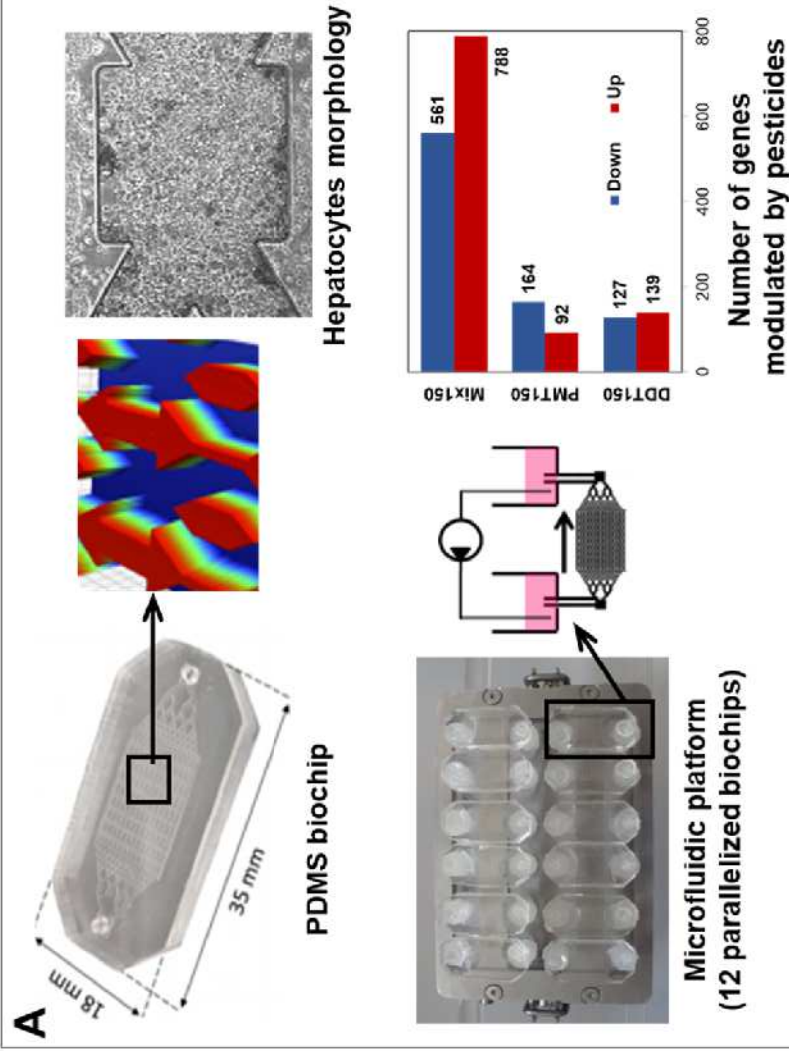 A
18 mm
35 mm
PDMS biochip
Hepatocytes morphology
Microfluidic platform
(12 parallelized biochips)
Mix150
PMT150
DDT150
561
788
164
92
127
139
Down
Up
0
200
400
600
800
Number of genes
modulated by pesticides